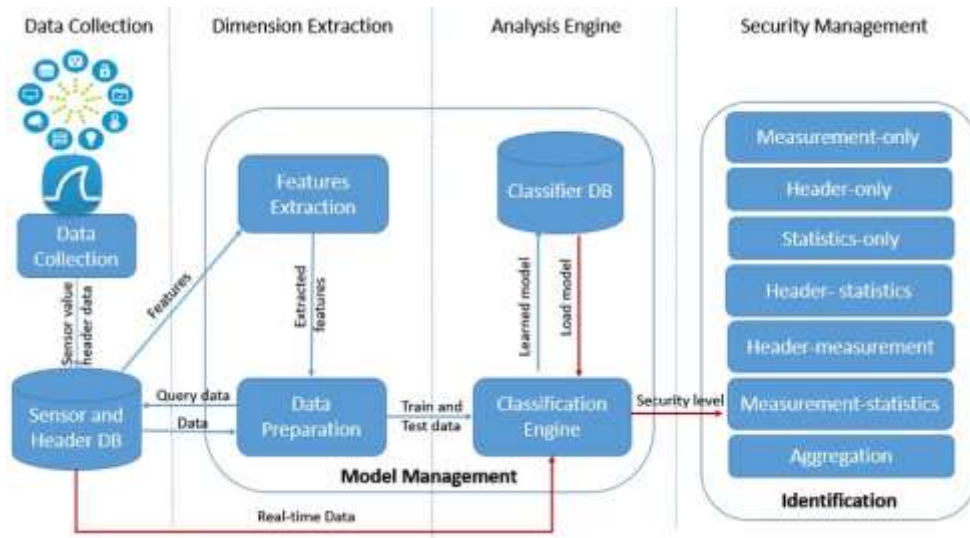 Data Collection
Dimension Extraction
Analysis Engine
Security Management
Data
Collection
Sensor value
header data
Features
Sensor and
Header DB
Features
Extraction
Extracted
features
Query data
Data
Data
Preparation
Train and
Test data
Classifier DB
Learned model
Load model
Classification
Engine
Model Management
Real-time Data
Security level
Measurement-only
Header-only
Statistics-only
Header- statistics
Header-measurement
Measurement-statistics
Aggregation
Identification